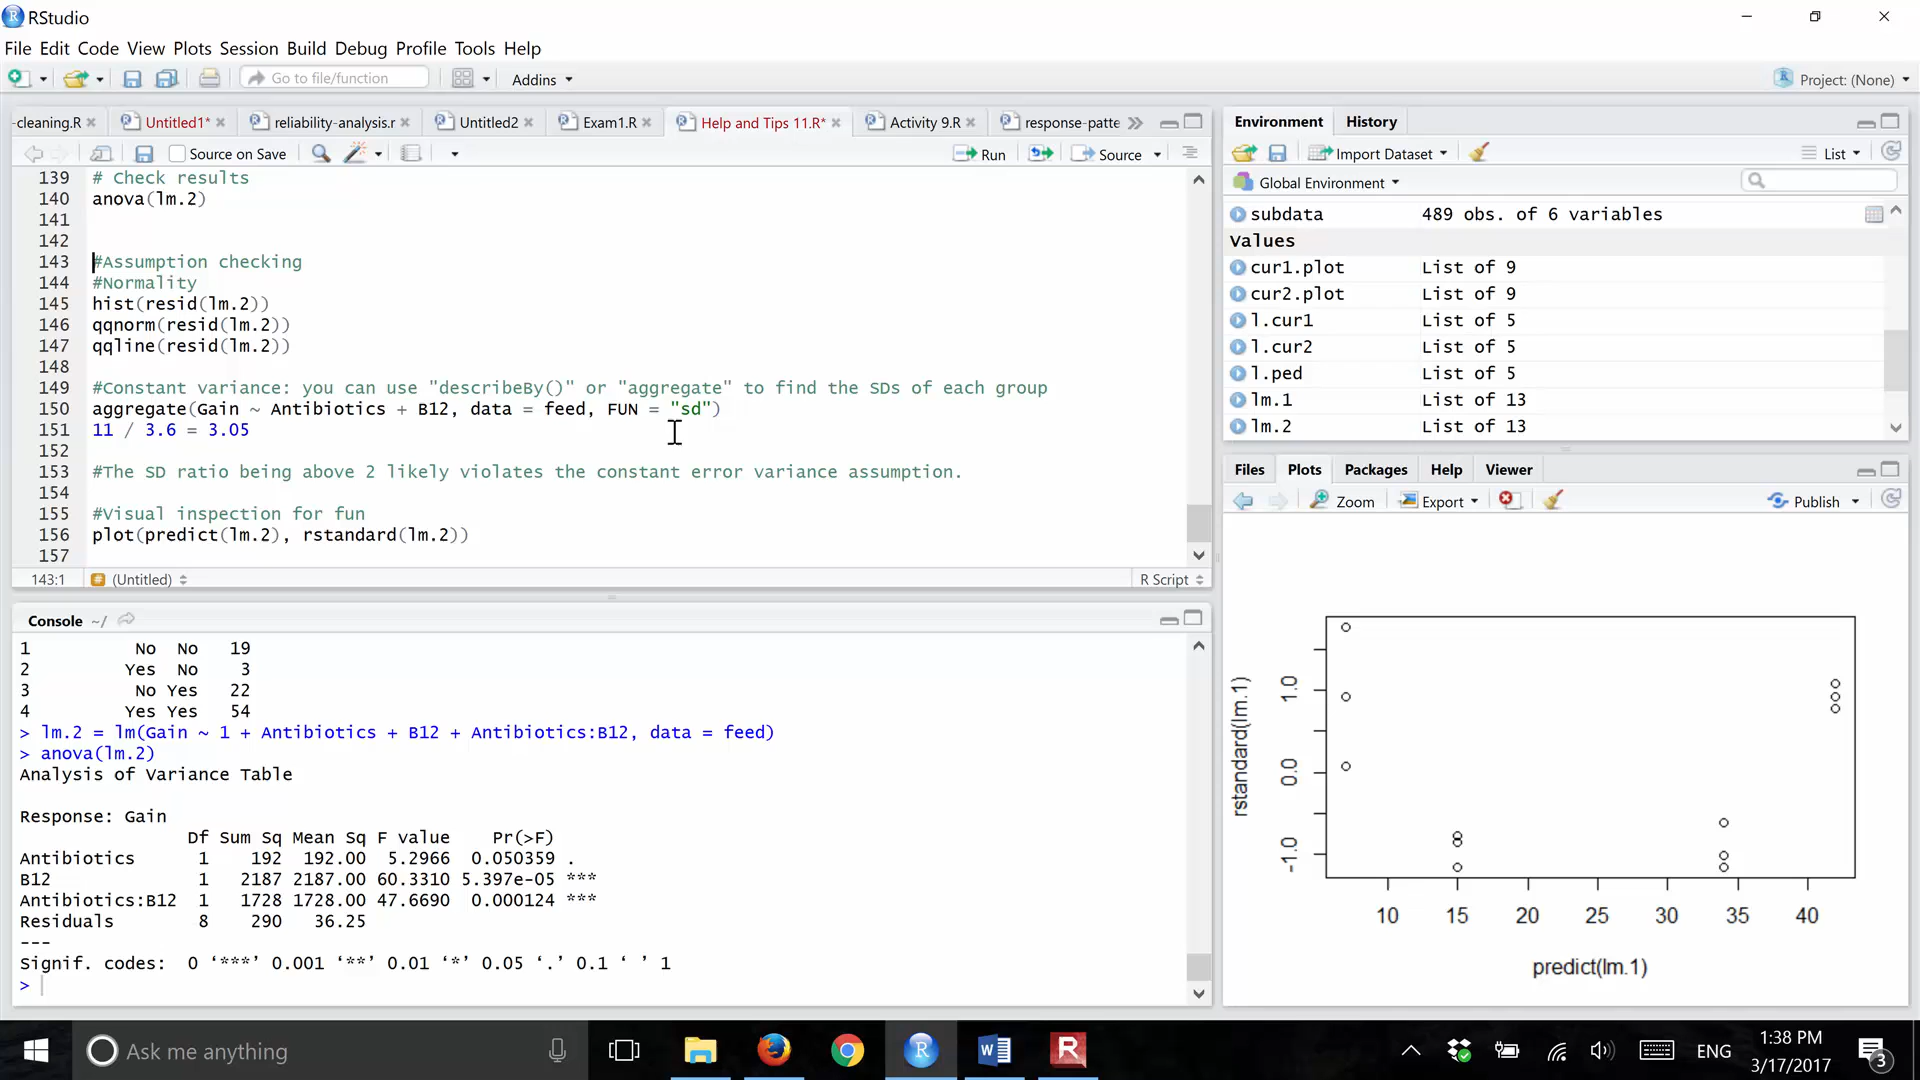 RStudio
File Edit Code View Plots Session Build Debug Profile Tools Help
Go to file/function
Addins
Project: (None)
-cleaning.R
Untitled1*
reliability-analysis.r
Untitled2
Exam1.R
Help and Tips 11.R*
Activity 9.R
response-patte
Source on Save
Run
Source
139 # Check results
140 anova(lm.2)
141
142
143 #Assumption checking
144 #Normality
145 hist(resid(lm.2))
146 qqnorm(resid(lm.2))
147 qqline(resid(lm.2))
148
149 #Constant variance: you can use "describeBy()" or "aggregate" to find the SDs of each group
150 aggregate(Gain ~ Antibiotics + B12, data = feed, FUN = "sd")
151 11 / 3.6 = 3.05
152
153 #The SD ratio being above 2 likely violates the constant error variance assumption.
154
155 #Visual inspection for fun
156 plot(predict(lm.2), rstandard(lm.2))
157
143:1 (Untitled) R Script
Console ~/
1 No No 19
2 Yes No 3
3 No Yes 22
4 Yes Yes 54
> lm.2 = lm(Gain ~ 1 + Antibiotics + B12 + Antibiotics:B12, data = feed)
> anova(lm.2)
Analysis of Variance Table
Response: Gain
Df Sum Sq Mean Sq F value Pr(>F)
Antibiotics 1 192 192.00 5.2966 0.050359 .
B12 1 2187 2187.00 60.3310 5.397e-05 ***
Antibiotics:B12 1 1728 1728.00 47.6690 0.000124 ***
Residuals 8 290 36.25
---
Signif. codes: 0 ‘***’ 0.001 ‘**’ 0.01 ‘*’ 0.05 ‘.’ 0.1 ‘ ’ 1
>
Environment History
Import Dataset
List
Global Environment
subdata 489 obs. of 6 variables
Values
cur1.plot List of 9
cur2.plot List of 9
l.cur1 List of 5
l.cur2 List of 5
l.ped List of 5
lm.1 List of 13
lm.2 List of 13
Files Plots Packages Help Viewer
Zoom
Export
Publish
rstandard(lm.1)
1.0
0.0
-1.0
10 15 20 25 30 35 40
predict(lm.1)
Ask me anything
ENG
1:38 PM
3/17/2017
3